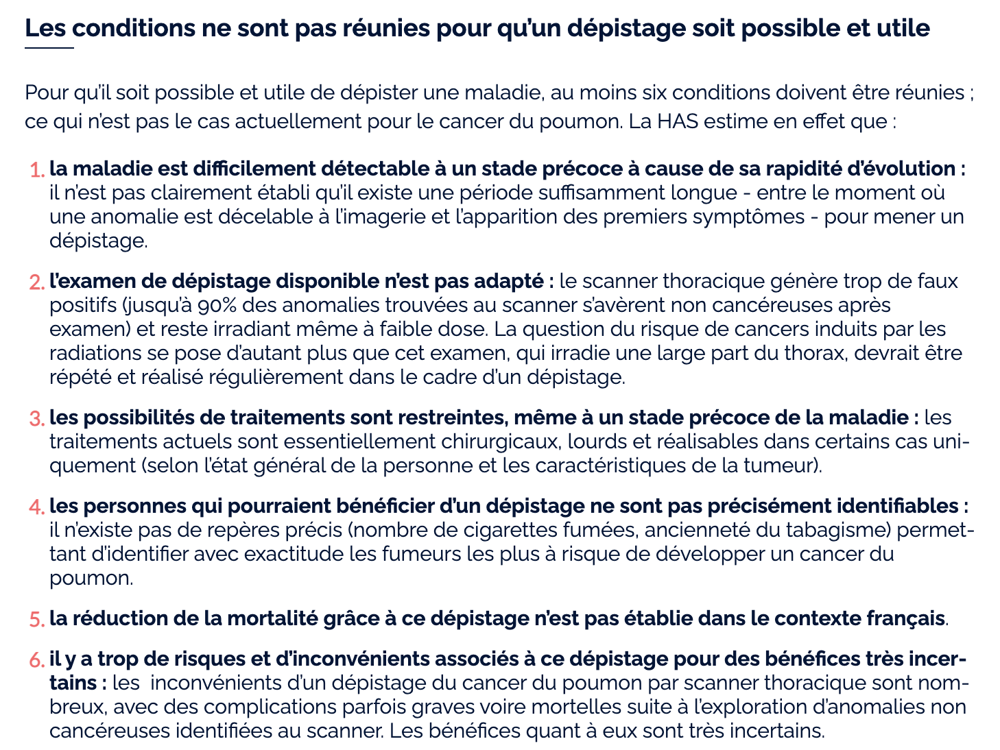 Les conditions ne sont pas réunies pour qu'un dépistage soit possible et utile
Pour qu'il soit possible et utile de dépister une maladie, au moins six conditions doivent être réunies ;
ce qui n'est pas le cas actuellement pour le cancer du poumon. La HAS estime en effet que :
1. la maladie est difficilement détectable à un stade précoce à cause de sa rapidité d'évolution :
il n'est pas clairement établi qu'il existe une période suffisamment longue - entre le moment où
une anomalie est décelable à l'imagerie et l'apparition des premiers symptômes - pour mener un
dépistage.
2. l'examen de dépistage disponible n'est pas adapté : le scanner thoracique génère trop de faux
positifs (jusqu'à 90% des anomalies trouvées au scanner s'avèrent non cancéreuses après
examen) et reste irradiant même à faible dose. La question du risque de cancers induits par les
radiations se pose d'autant plus que cet examen, qui irradie une large part du thorax, devrait être
répété et réalisé régulièrement dans le cadre d'un dépistage.
3. les possibilités de traitements sont restreintes, même à un stade précoce de la maladie : les
traitements actuels sont essentiellement chirurgicaux, lourds et réalisables dans certains cas uni-
quement (selon l'état général de la personne et les caractéristiques de la tumeur).
4. les personnes qui pourraient bénéficier d'un dépistage ne sont pas précisément identifiables :
il n'existe pas de repères précis (nombre de cigarettes fumées, ancienneté du tabagisme) permet-
tant d'identifier avec exactitude les fumeurs les plus à risque de développer un cancer du
poumon.
5. la réduction de la mortalité grâce à ce dépistage n'est pas établie dans le contexte français.
6. il y a trop de risques et d'inconvénients associés à ce dépistage pour des bénéfices très incer-
tains : les  inconvénients d'un dépistage du cancer du poumon par scanner thoracique sont nom-
breux, avec des complications parfois graves voire mortelles suite à l'exploration d'anomalies non
cancéreuses identifiées au scanner. Les bénéfices quant à eux sont très incertains.